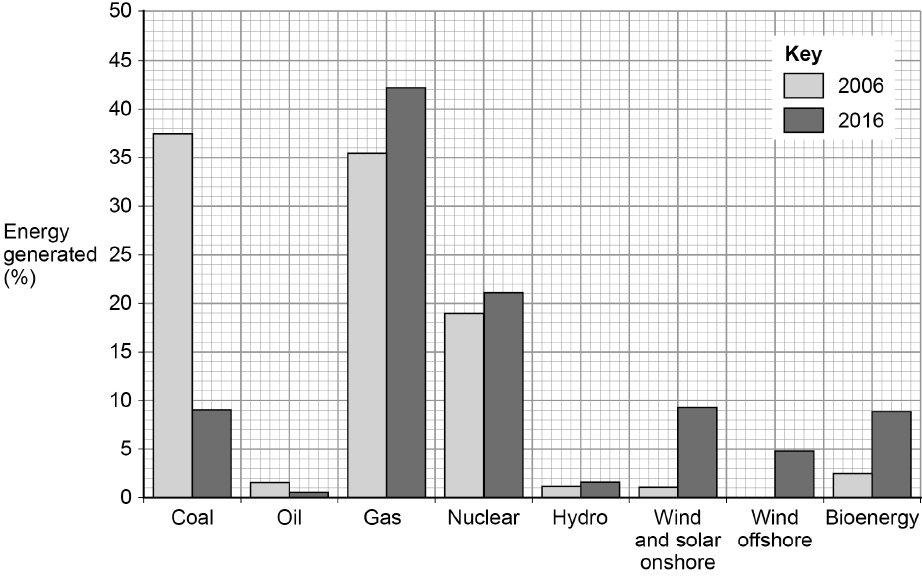 50
45
40
35
30
25
20
15
10
5
0
Energy
generated
(%)
Key
2006
2016
Coal
Oil
Gas
Nuclear
Hydro
Wind
and solar
onshore
Wind
offshore
Bioenergy